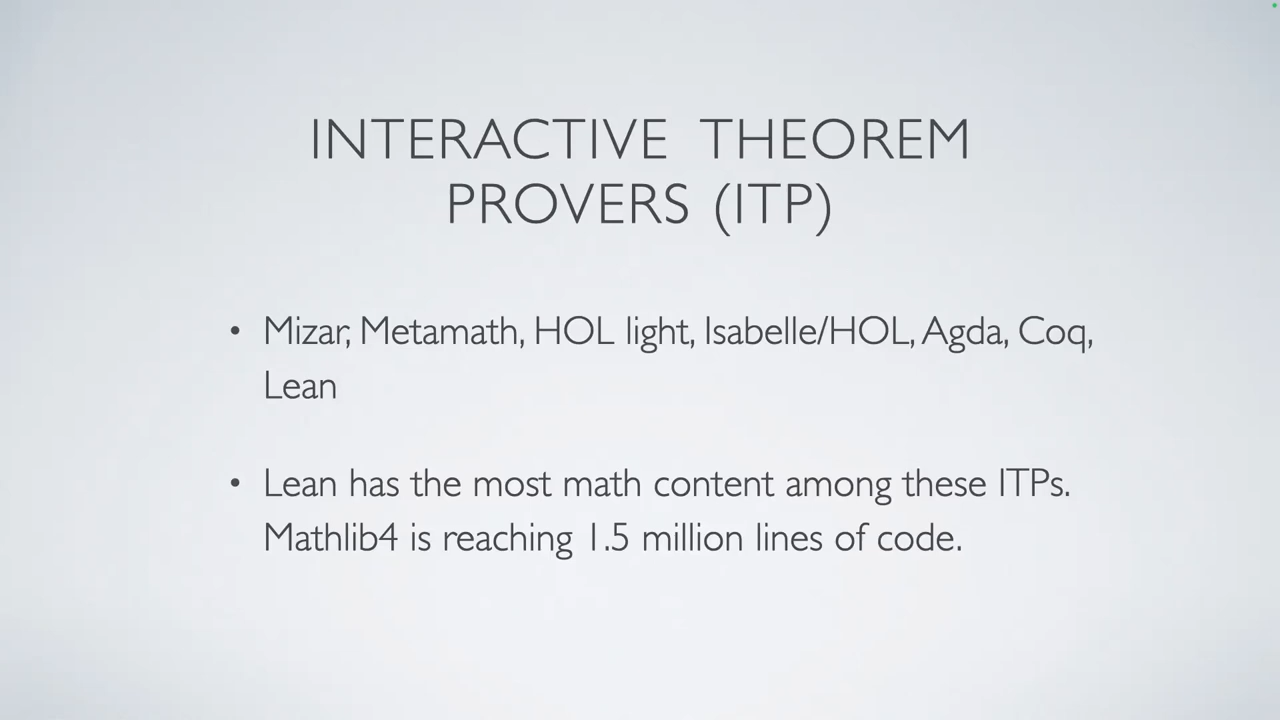 INTERACTIVE THEOREM
PROVERS (ITP)
• Mizar, Metamath, HOL light, Isabelle/HOL, Agda, Coq,
Lean
• Lean has the most math content among these ITPs.
Mathlib4 is reaching 1.5 million lines of code.